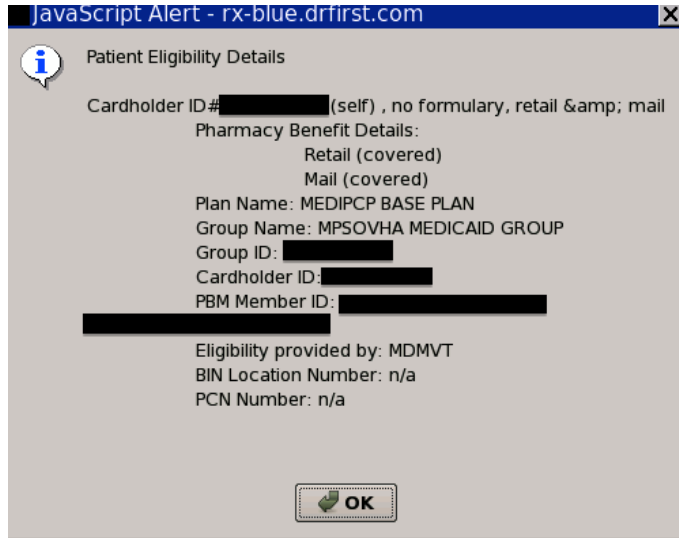 JavaScript Alert - rx-blue.drfirst.com
Patient Eligibility Details
Cardholder ID# (self) , no formulary, retail &amp; mail
Pharmacy Benefit Details:
Retail (covered)
Mail (covered)
Plan Name: MEDIPCP BASE PLAN
Group Name: MPSOVHA MEDICAID GROUP
Group ID:
Cardholder ID:
PBM Member ID:
Eligibility provided by: MDMVT
BIN Location Number: n/a
PCN Number: n/a
OK